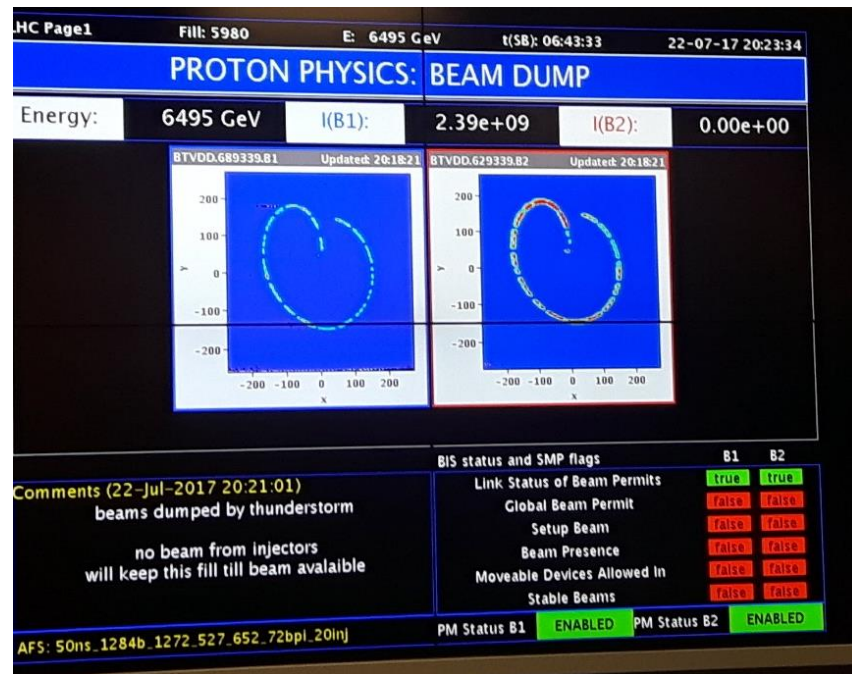 LHC Page1 Fill: 5980 E: 6495 GeV t(SB): 06:43:33 22-07-17 20:23:34
PROTON PHYSICS: BEAM DUMP
Energy: 6495 GeV I(B1): 2.39e+09 I(B2): 0.00e+00
BTVDD.689339.B1 Updated: 20:18:21 BTVDD.629339.B2 Updated: 20:18:21
200
100
Y 0
-100
-200
-200 -100 0 100 200
x
200
100
Y 0
-100
-200
-200 -100 0 100 200
x
Comments (22-Jul-2017 20:21:01)
beams dumped by thunderstorm
no beam from injectors
will keep this fill till beam avalaible
AFS: 50ns_1284b_1272_527_652_72bpi_20inj
BIS status and SMP flags B1 B2
Link Status of Beam Permits true true
Global Beam Permit false false
Setup Beam false false
Beam Presence false false
Moveable Devices Allowed In false false
Stable Beams false false
PM Status B1 ENABLED PM Status B2 ENABLED